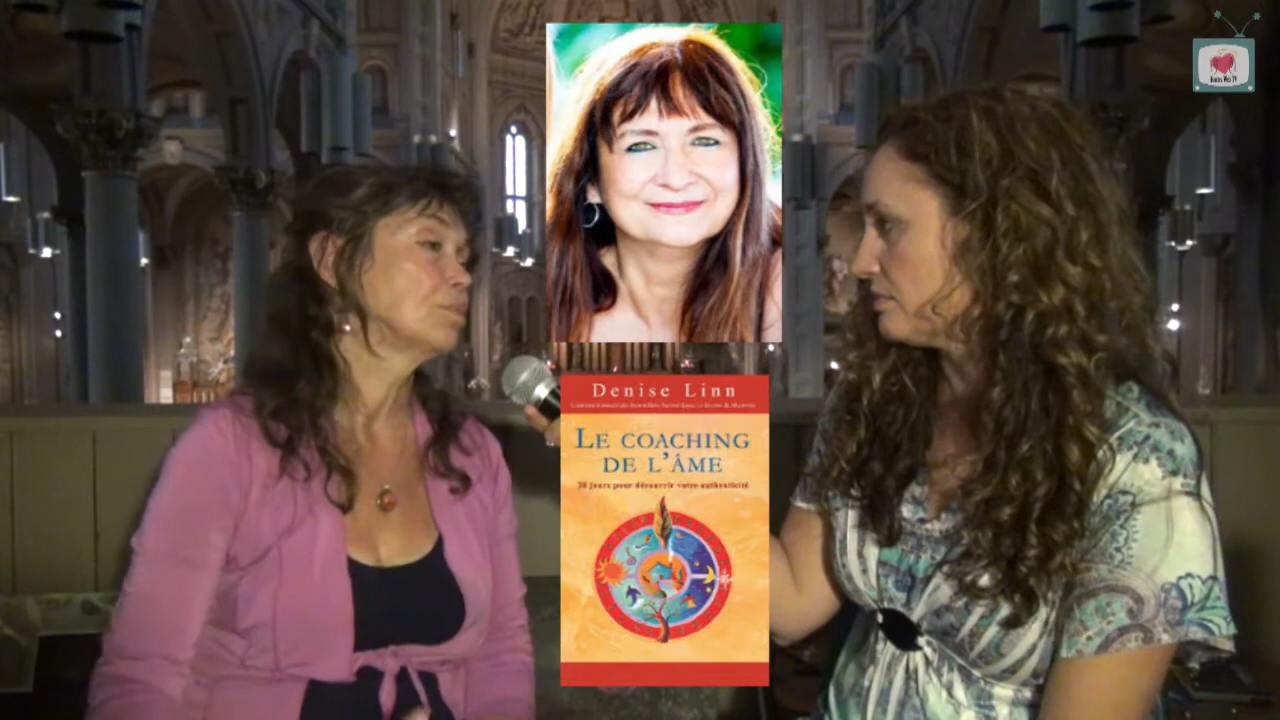 Denise Linn
Le coaching
de l'âme
28 jours pour découvrir votre authenticité